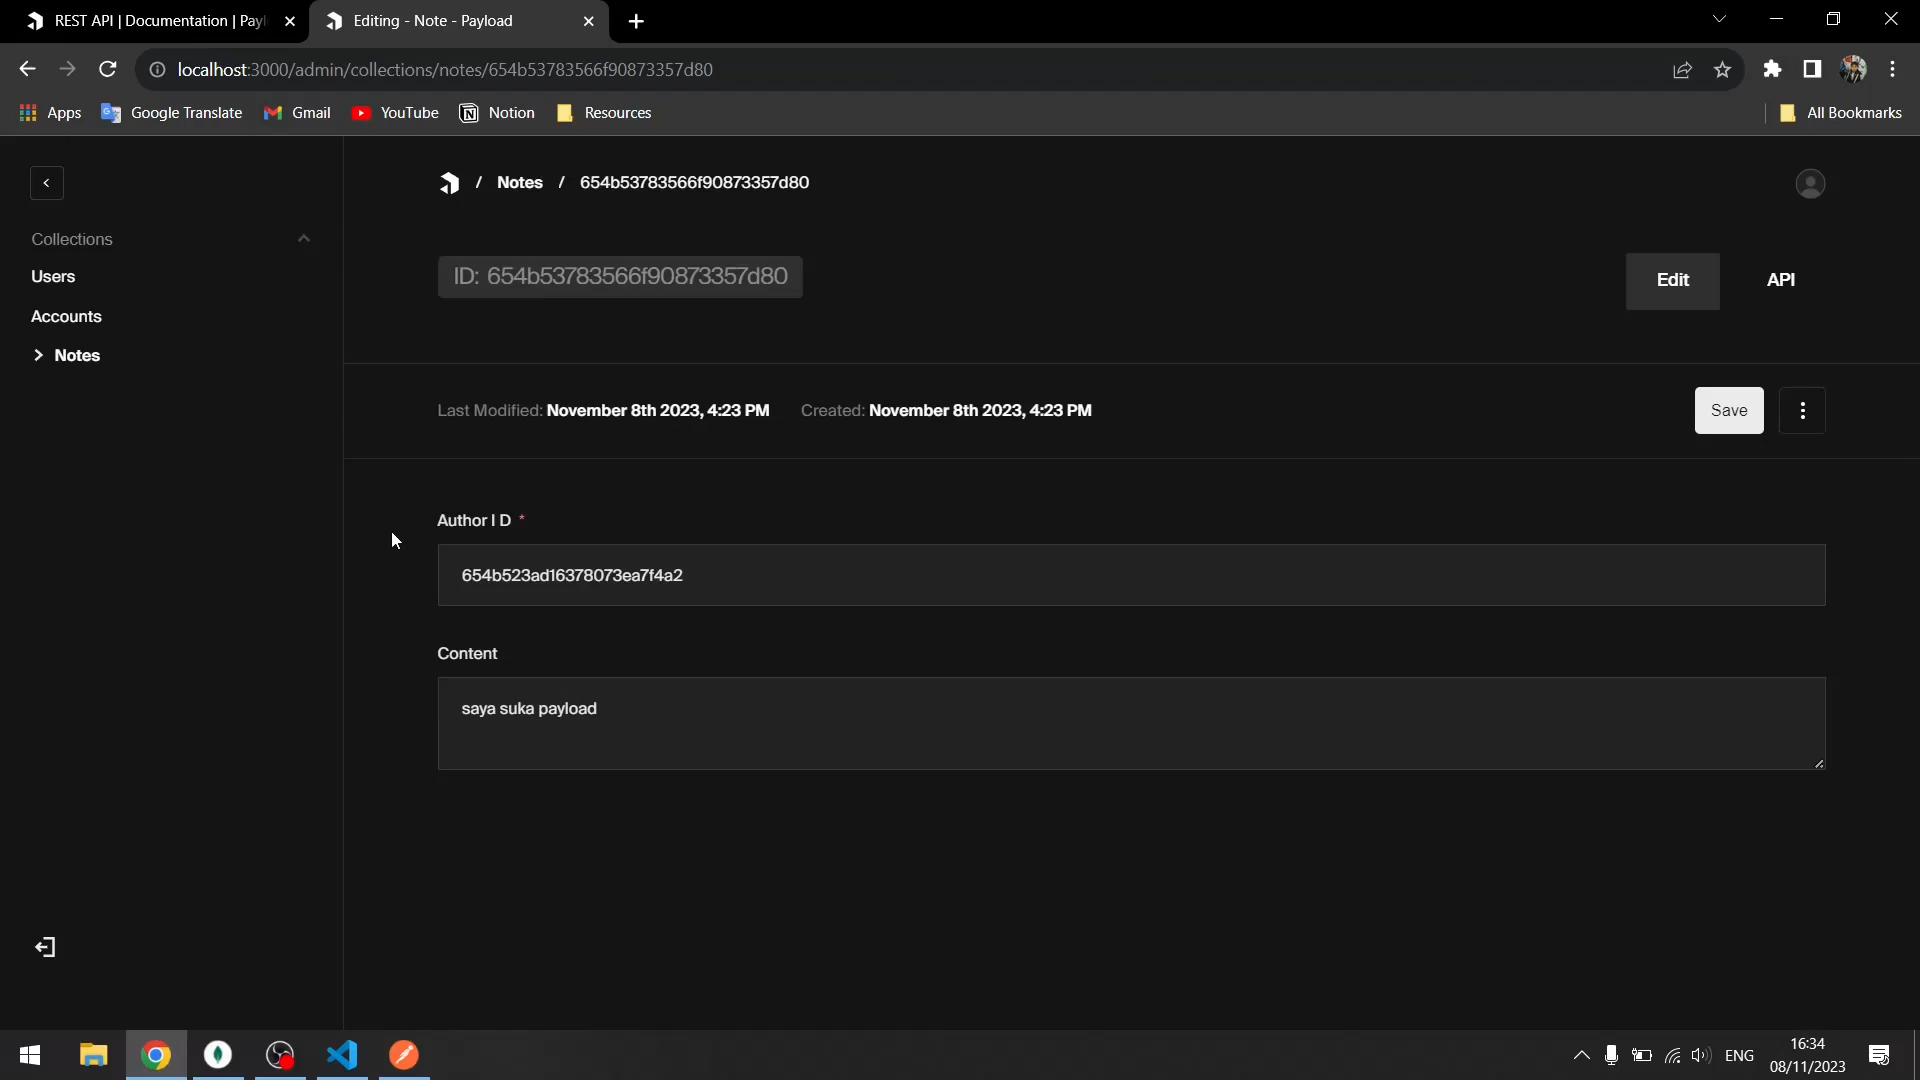 REST API | Documentation | Payl
Editing - Note - Payload
localhost:3000/admin/collections/notes/654b53783566f90873357d80
Apps
Google Translate
Gmail
YouTube
Notion
Resources
All Bookmarks
/ Notes / 654b53783566f90873357d80
Collections
Users
Accounts
Notes
ID: 654b53783566f90873357d80
Edit
API
Last Modified: November 8th 2023, 4:23 PM
Created: November 8th 2023, 4:23 PM
Save
Author I D *
654b523ad16378073ea7f4a2
Content
saya suka payload
ENG
16:34
08/11/2023